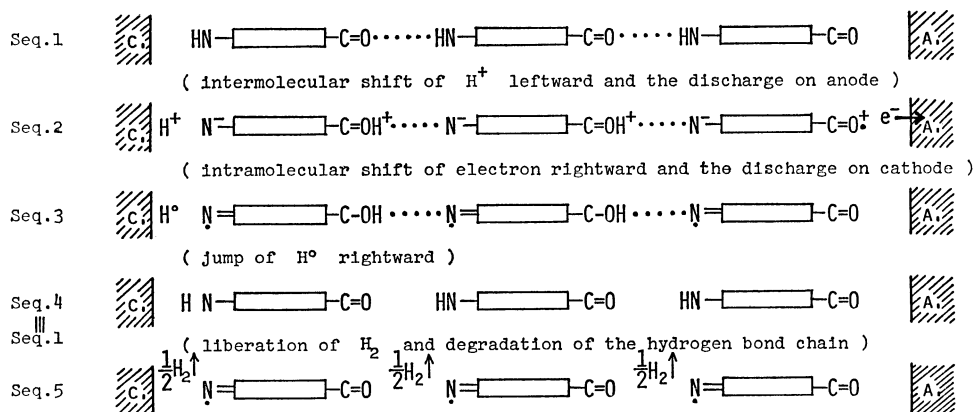 Seq.1 C. HN C=O······HN C=O·····HN C=O A.
( intermolecular shift of H+ leftward and the discharge on anode )
Seq.2 C. H+ N- C=OH+·····N- C=OH+·····N- C=O+̣ e- A.
( intramolecular shift of electron rightward and the discharge on cathode )
Seq.3 C. H° Ṇ= C-OH·····Ṇ= C-OH·····Ṇ= C=O A.
( jump of H° rightward )
Seq.4 C. H N C=O HN C=O HN C=O A.
|||
Seq.1 ( liberation of H2 and degradation of the hydrogen bond chain )
Seq.5 C. 1/2H2↑ Ṇ= C=O 1/2H2↑ Ṇ= C=O 1/2H2↑ Ṇ= C=O A.